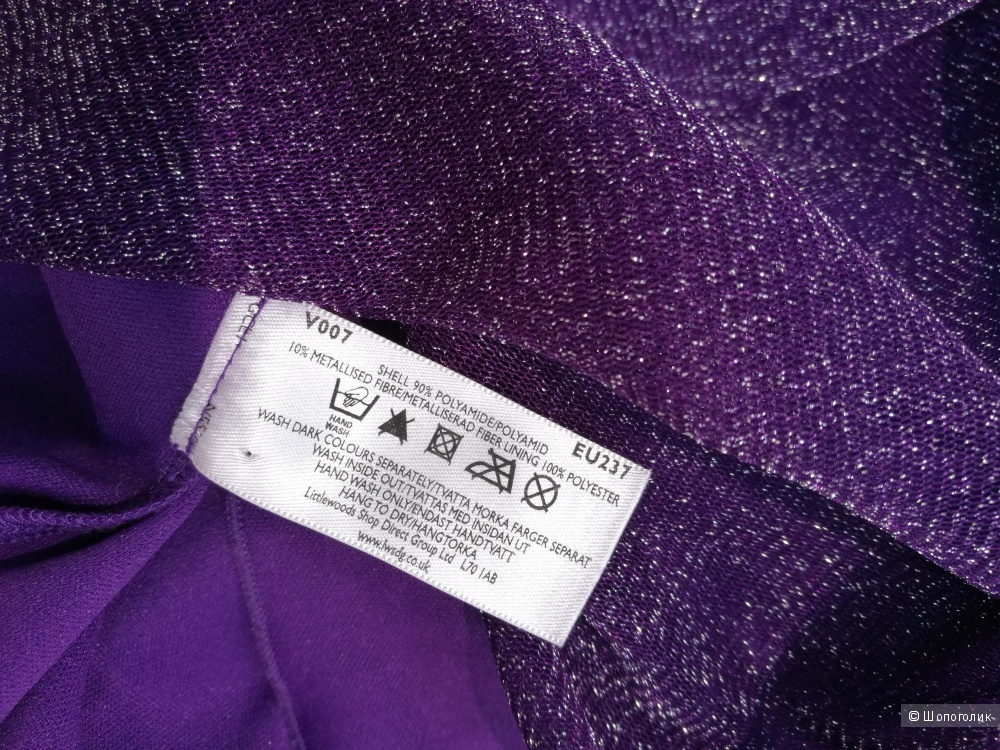 V007
EU237
SHELL 90% POLYAMIDE/POLYAMID
10% METALLISED FIBRE/METALLISERAD FIBER LINING 100% POLYESTER
HAND
WASH
WASH DARK COLOURS SEPARATELY/TVATTA MORKA FARGER SEPARAT
WASH INSIDE OUT/TVATTAS MED INSIDAN UT
HAND WASH ONLY/ENDAST HANDTVATT
HANG TO DRY/HANGTORKA
Littlewoods Shop Direct Group Ltd L70 1AB
www.lwsdg.co.uk
© Шопоголик